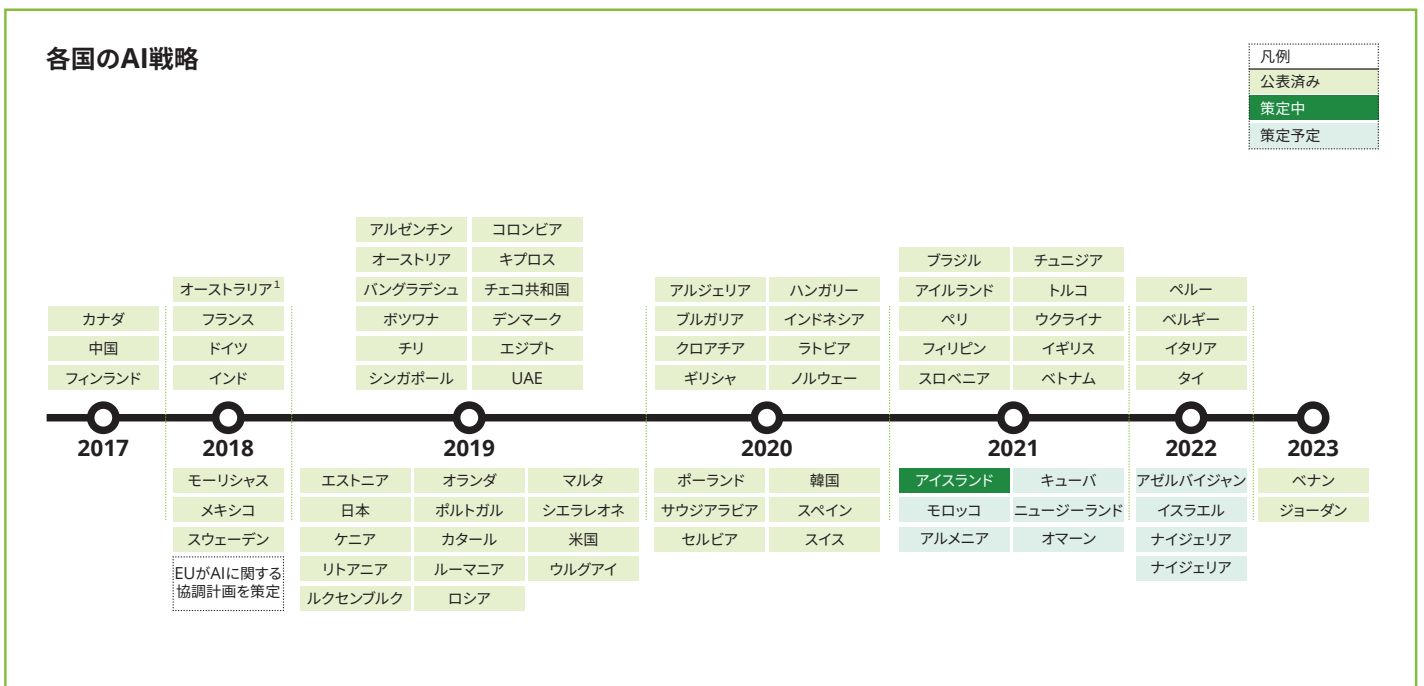 各国のAI戦略
凡例
公表済み
策定中
策定予定
カナダ
中国
フィンランド
2017
オーストラリア1
フランス
ドイツ
インド
2018
モーリシャス
メキシコ
スウェーデン
EUがAIに関する
協調計画を策定
アルゼンチン コロンビア
オーストリア キプロス
バングラデシュ チェコ共和国
ボツワナ デンマーク
チリ エジプト
シンガポール UAE
2019
エストニア オランダ マルタ
日本 ポルトガル シエラレオネ
ケニア カタール 米国
リトアニア ルーマニア ウルグアイ
ルクセンブルク ロシア
アルジェリア ハンガリー
ブルガリア インドネシア
クロアチア ラトビア
ギリシャ ノルウェー
2020
ポーランド 韓国
サウジアラビア スペイン
セルビア スイス
ブラジル チュニジア
アイルランド トルコ
ペリ ウクライナ
フィリピン イギリス
スロベニア ベトナム
2021
アイスランド キューバ
モロッコ ニュージーランド
アルメニア オマーン
ペルー
ベルギー
イタリア
タイ
2022
アゼルバイジャン
イスラエル
ナイジェリア
ナイジェリア
2023
ベナン
ジョーダン